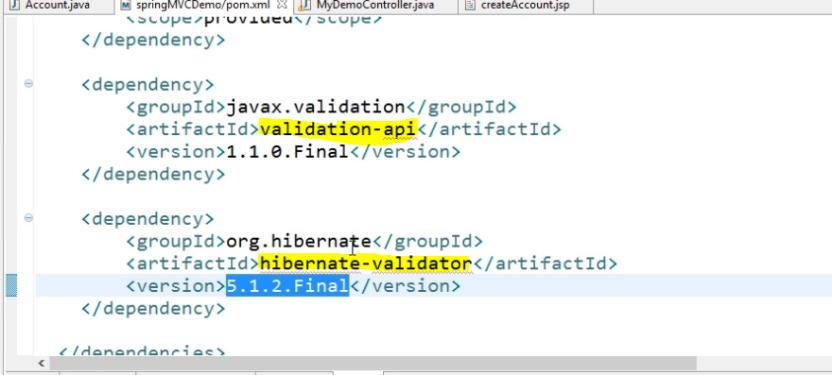 Account.java springMVCDemo/pom.xml MyDemoController.java createAccount.jsp
<scope>provided</scope>
</dependency>
<dependency>
<groupId>javax.validation</groupId>
<artifactId>validation-api</artifactId>
<version>1.1.0.Final</version>
</dependency>
<dependency>
<groupId>org.hibernate</groupId>
<artifactId>hibernate-validator</artifactId>
<version>5.1.2.Final</version>
</dependency>
</dependencies>